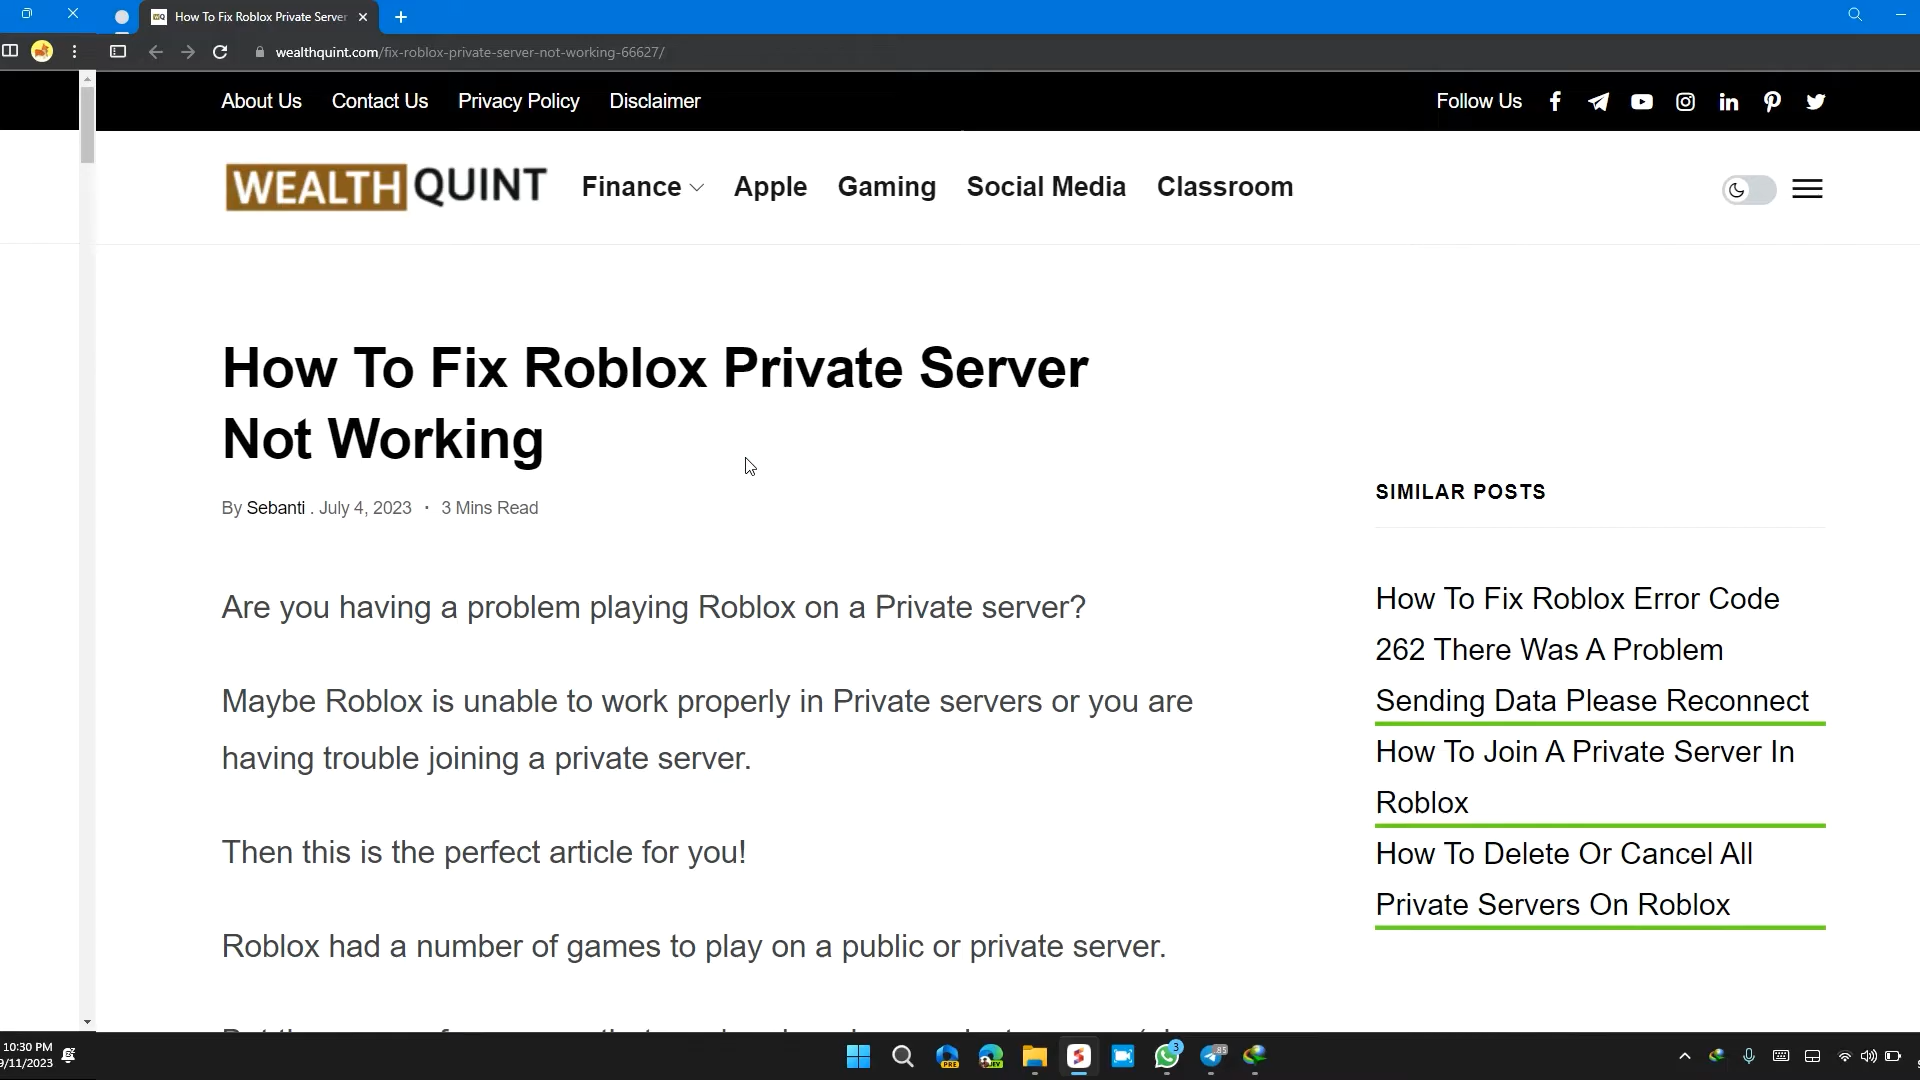 How To Fix Roblox Private Server
wealthquint.com/fix-roblox-private-server-not-working-66627/
About Us Contact Us Privacy Policy Disclaimer Follow Us
WEALTH QUINT Finance Apple Gaming Social Media Classroom
How To Fix Roblox Private Server
Not Working
By Sebanti . July 4, 2023 · 3 Mins Read
Are you having a problem playing Roblox on a Private server?
Maybe Roblox is unable to work properly in Private servers or you are
having trouble joining a private server.
Then this is the perfect article for you!
Roblox had a number of games to play on a public or private server.
SIMILAR POSTS
How To Fix Roblox Error Code
262 There Was A Problem
Sending Data Please Reconnect
How To Join A Private Server In
Roblox
How To Delete Or Cancel All
Private Servers On Roblox
10:30 PM
9/11/2023
PRE
3
85